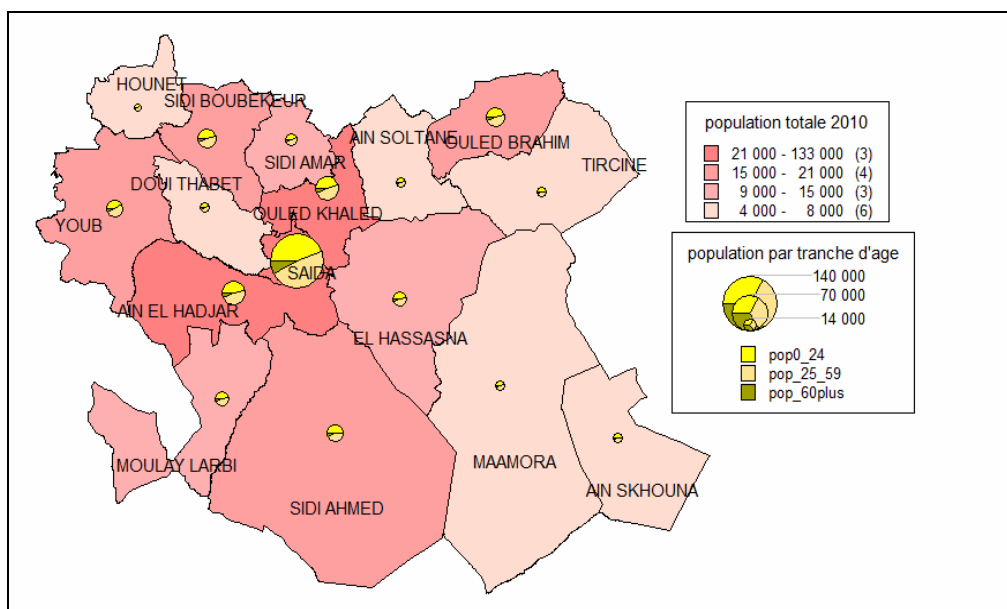 HOUNET
SIDI BOUBEKEUR
AIN SOLTANE
OULED BRAHIM
SIDI AMAR
TIRCINE
DOUI THABET
OULED KHALED
YOUB
SAIDA
AIN EL HADJAR
EL HASSASNA
MOULAY LARBI
MAAMORA
AIN SKHOUNA
SIDI AHMED
population totale 2010
21 000 - 133 000 (3)
15 000 - 21 000 (4)
9 000 - 15 000 (3)
4 000 - 8 000 (6)
population par tranche d'age
140 000
70 000
14 000
pop0_24
pop_25_59
pop_60plus